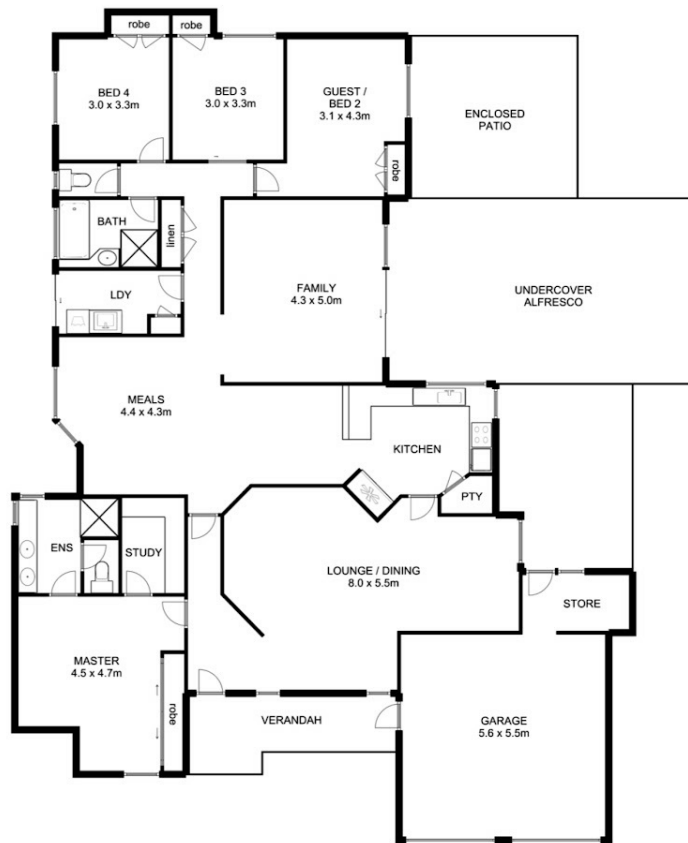 robe
robe
BED 4
3.0 x 3.3m
BED 3
3.0 x 3.3m
GUEST /
BED 2
3.1 x 4.3m
ENCLOSED
PATIO
robe
BATH
linen
LDY
FAMILY
4.3 x 5.0m
UNDERCOVER
ALFRESCO
MEALS
4.4 x 4.3m
KITCHEN
PTY
ENS
STUDY
LOUNGE / DINING
8.0 x 5.5m
STORE
MASTER
4.5 x 4.7m
robe
VERANDAH
GARAGE
5.6 x 5.5m